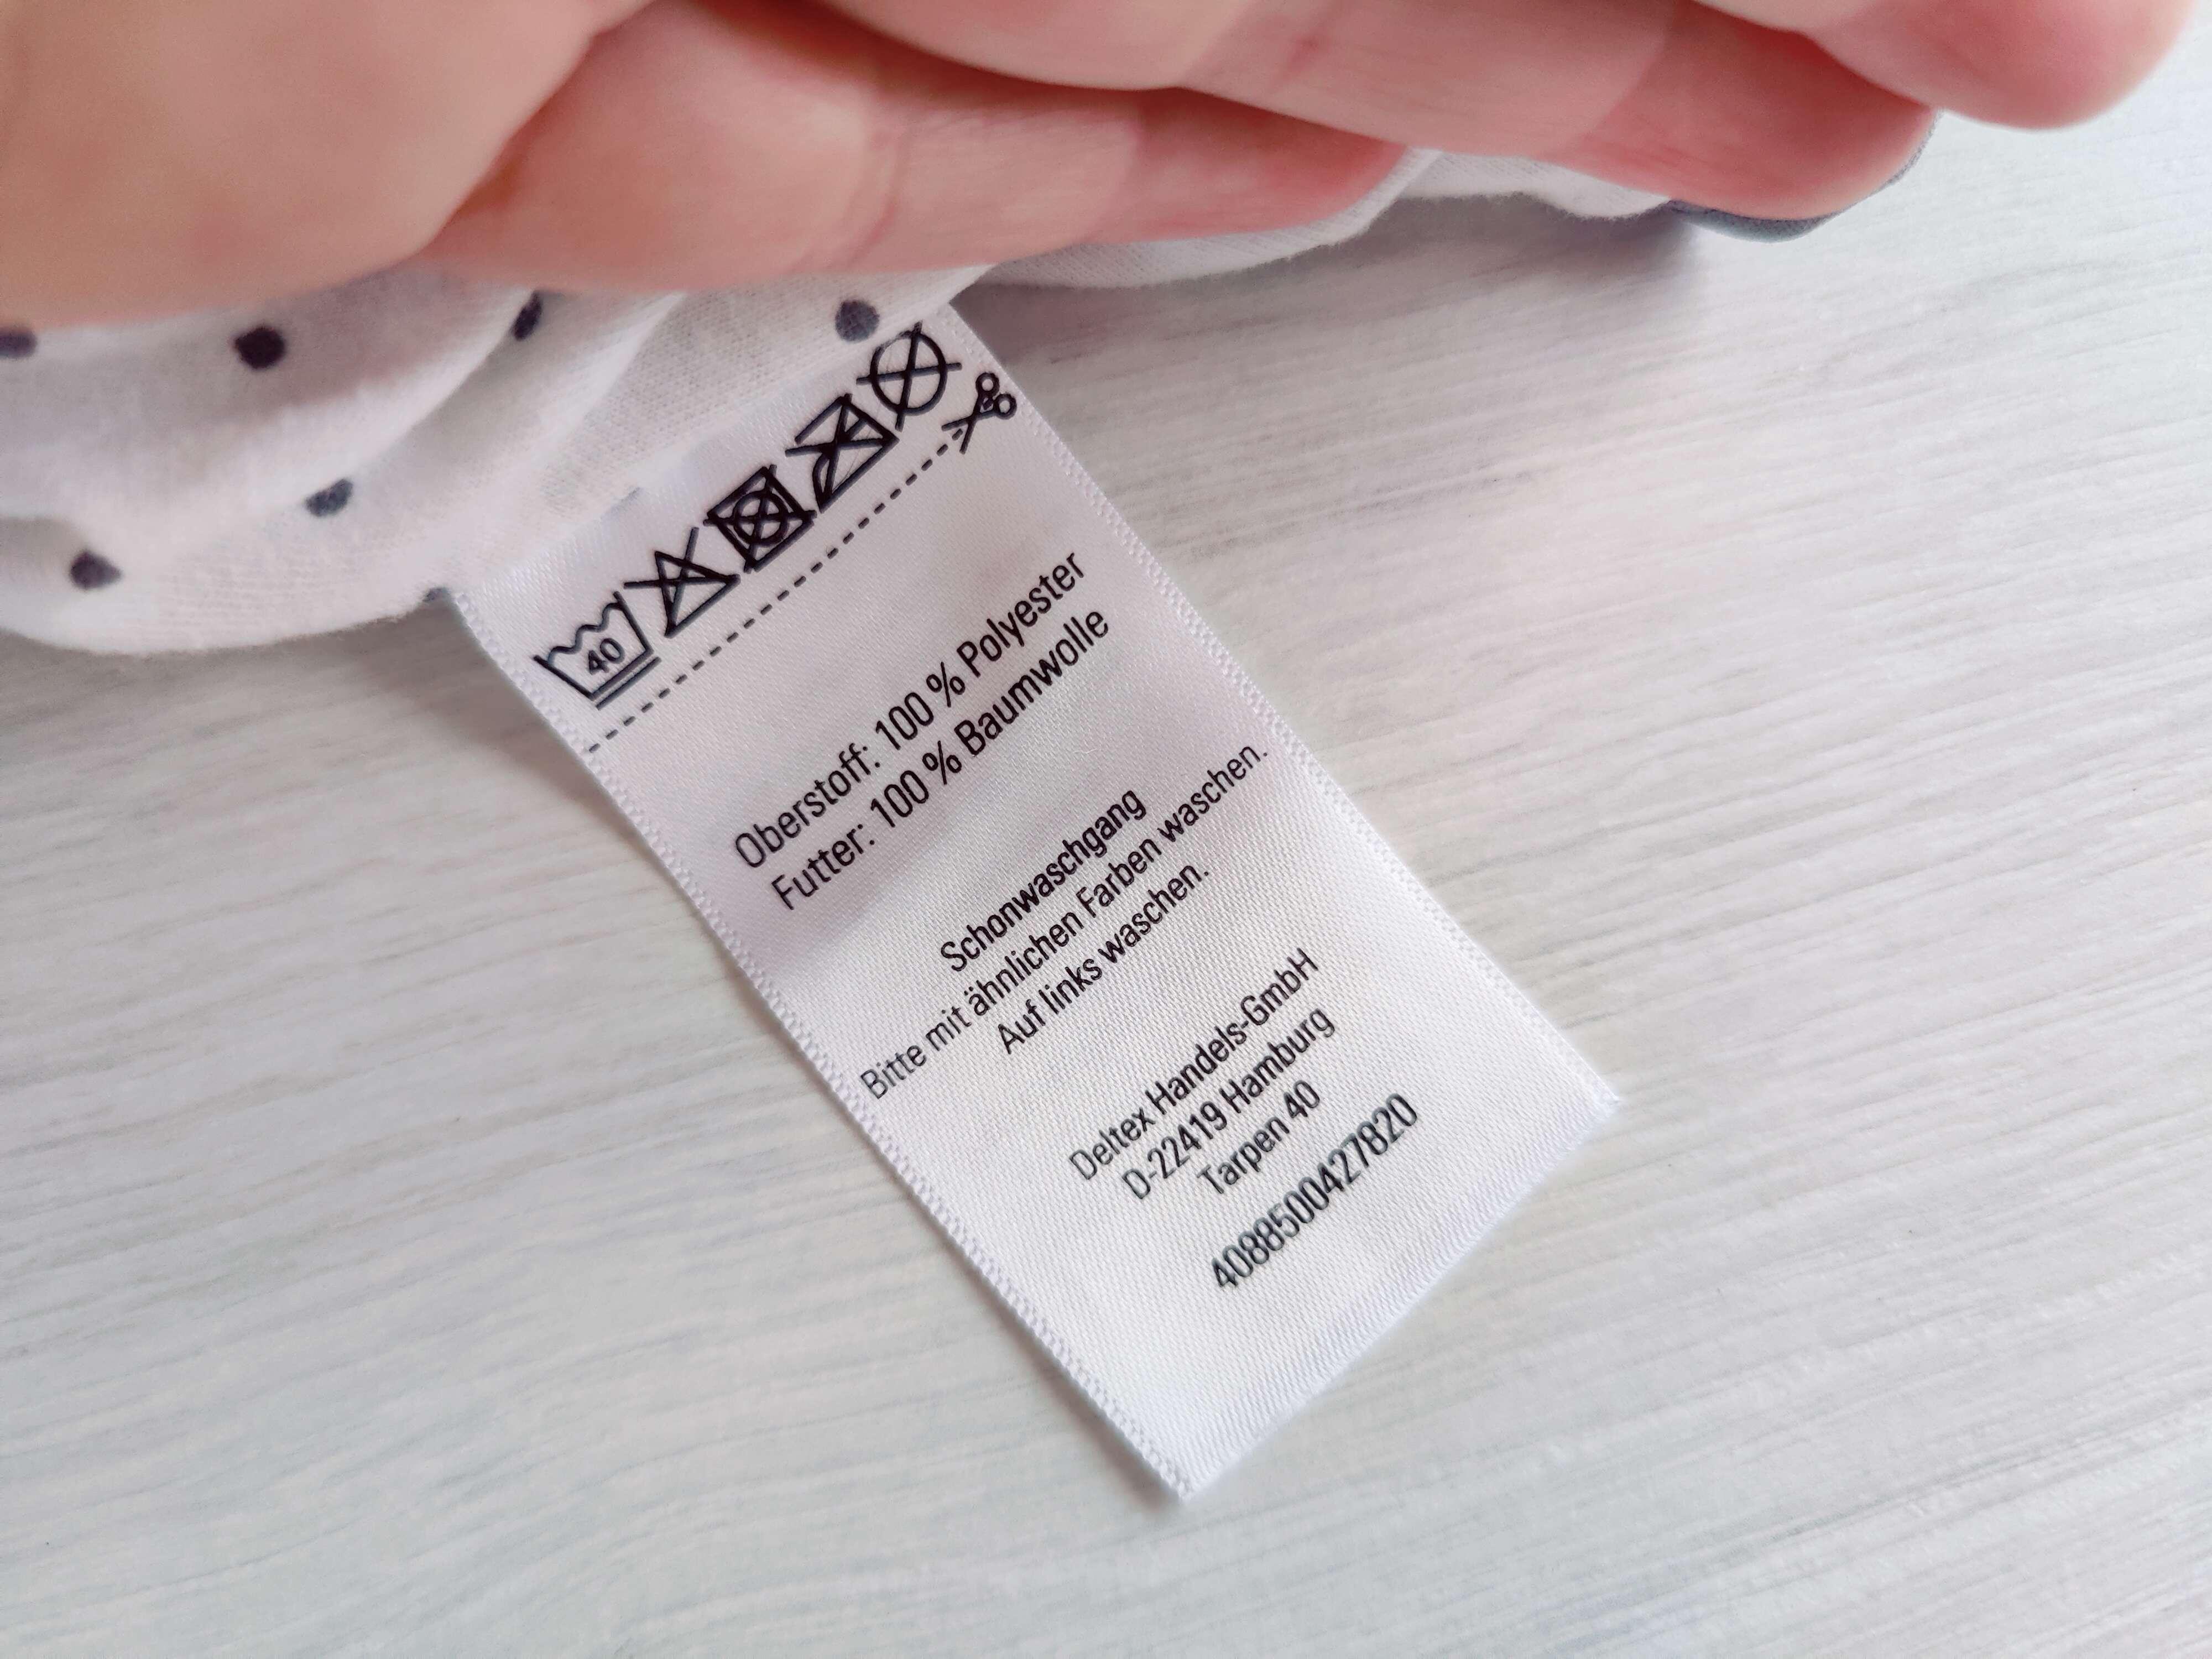 40
Oberstoff: 100 % Polyester
Futter: 100 % Baumwolle
Schonwaschgang
Bitte mit ähnlichen Farben waschen.
Auf links waschen.
Deltex Handels-GmbH
D-22419 Hamburg
Tarpen 40
4088500427820